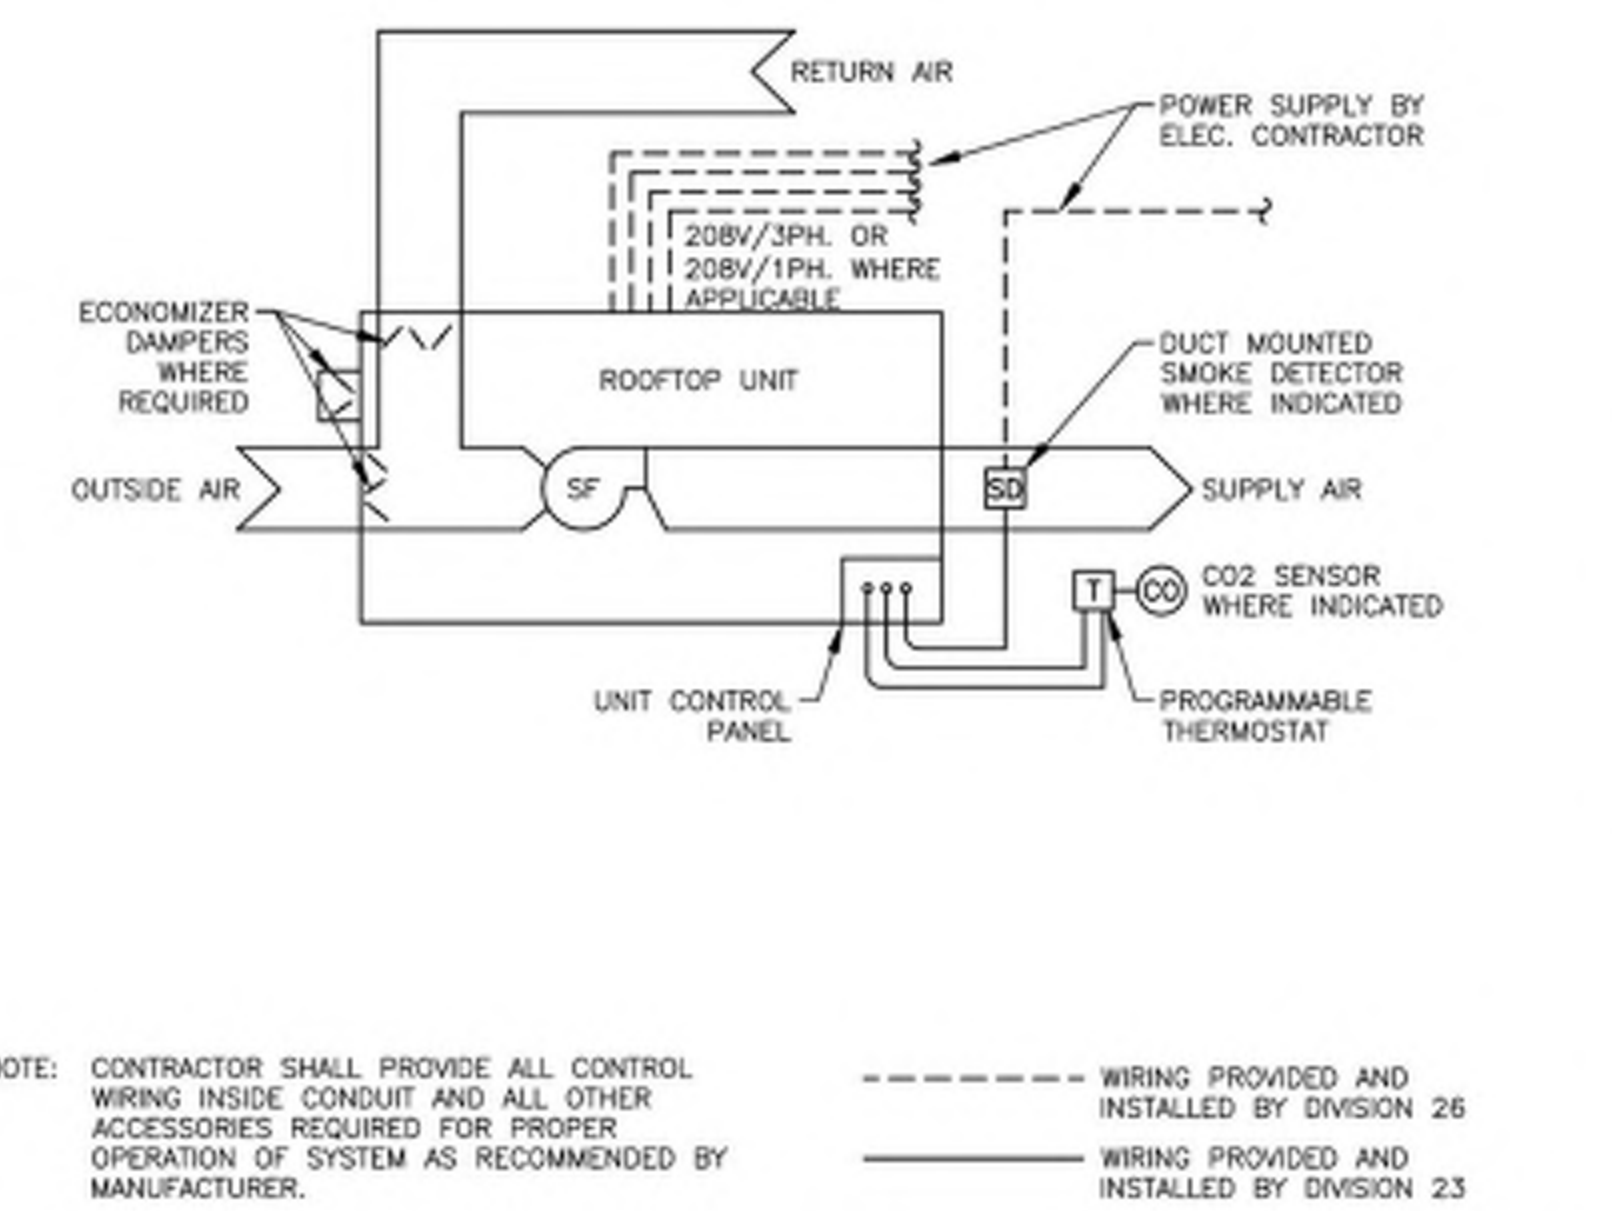 RETURN AIR
POWER SUPPLY BY
ELEC. CONTRACTOR
208V/3PH. OR
208V/1PH. WHERE
APPLICABLE
ECONOMIZER
DAMPERS
WHERE
REQUIRED
ROOFTOP UNIT
DUCT MOUNTED
SMOKE DETECTOR
WHERE INDICATED
OUTSIDE AIR
SF
SD
SUPPLY AIR
T
CO
CO2 SENSOR
WHERE INDICATED
UNIT CONTROL
PANEL
PROGRAMMABLE
THERMOSTAT
OTE: CONTRACTOR SHALL PROVIDE ALL CONTROL
WIRING INSIDE CONDUIT AND ALL OTHER
ACCESSORIES REQUIRED FOR PROPER
OPERATION OF SYSTEM AS RECOMMENDED BY
MANUFACTURER.
WIRING PROVIDED AND
INSTALLED BY DIVISION 26
WIRING PROVIDED AND
INSTALLED BY DIVISION 23